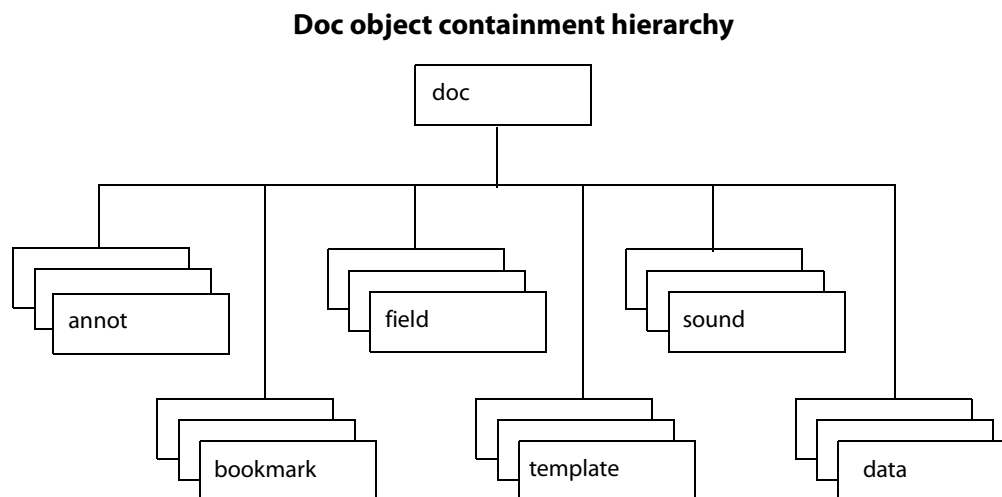 Doc object containment hierarchy
doc
annot
field
sound
bookmark
template
data